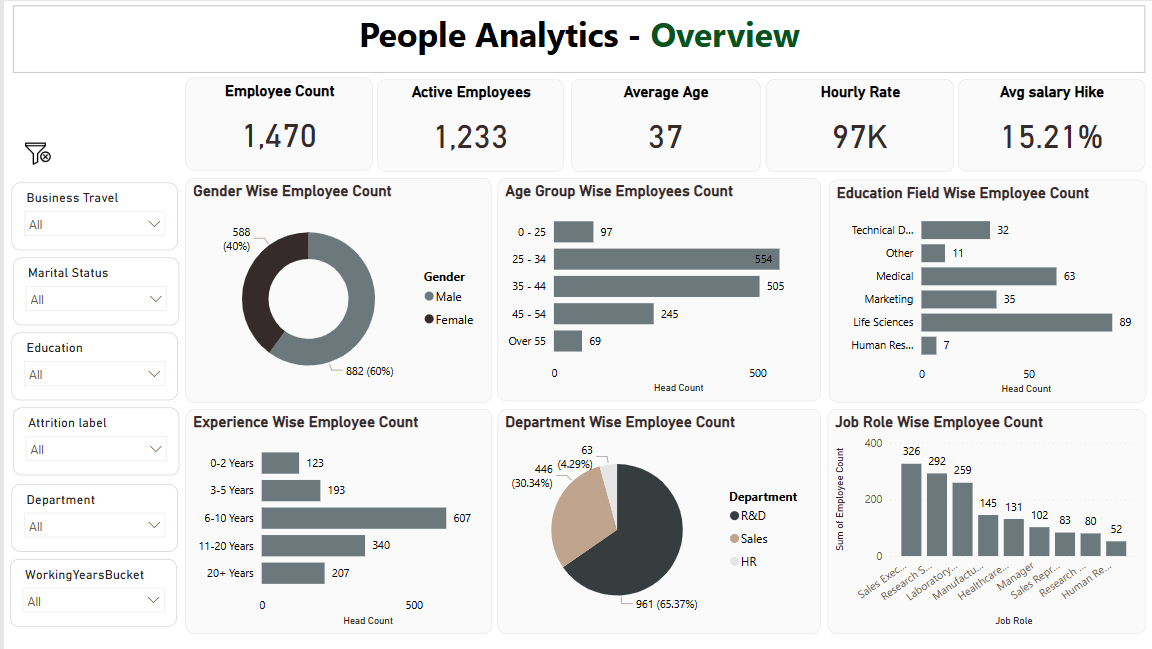 People Analytics - Overview
Employee Count
1,470
Active Employees
1,233
Average Age
37
Hourly Rate
97K
Avg salary Hike
15.21%
Business Travel
All
Marital Status
All
Education
All
Attrition label
All
Department
All
WorkingYearsBucket
All
Gender Wise Employee Count
588
(40%)
882 (60%)
Gender
Male
Female
Age Group Wise Employees Count
0 - 25
97
25 - 34
554
35 - 44
505
45 - 54
245
Over 55
69
0
500
Head Count
Education Field Wise Employee Count
Technical D...
32
Other
11
Medical
63
Marketing
35
Life Sciences
89
Human Res...
7
0
50
Head Count
Experience Wise Employee Count
0-2 Years
123
3-5 Years
193
6-10 Years
607
11-20 Years
340
20+ Years
207
0
500
Head Count
Department Wise Employee Count
63
(4.29%)
446
(30.34%)
961 (65.37%)
Department
R&D
Sales
HR
Job Role Wise Employee Count
Sum of Employee Count
400
200
0
326
292
259
145
131
102
83
80
52
Sales Exec...
Research S...
Laboratory...
Manufactu...
Healthcare...
Manager
Sales Repr...
Research ...
Human Re...
Job Role